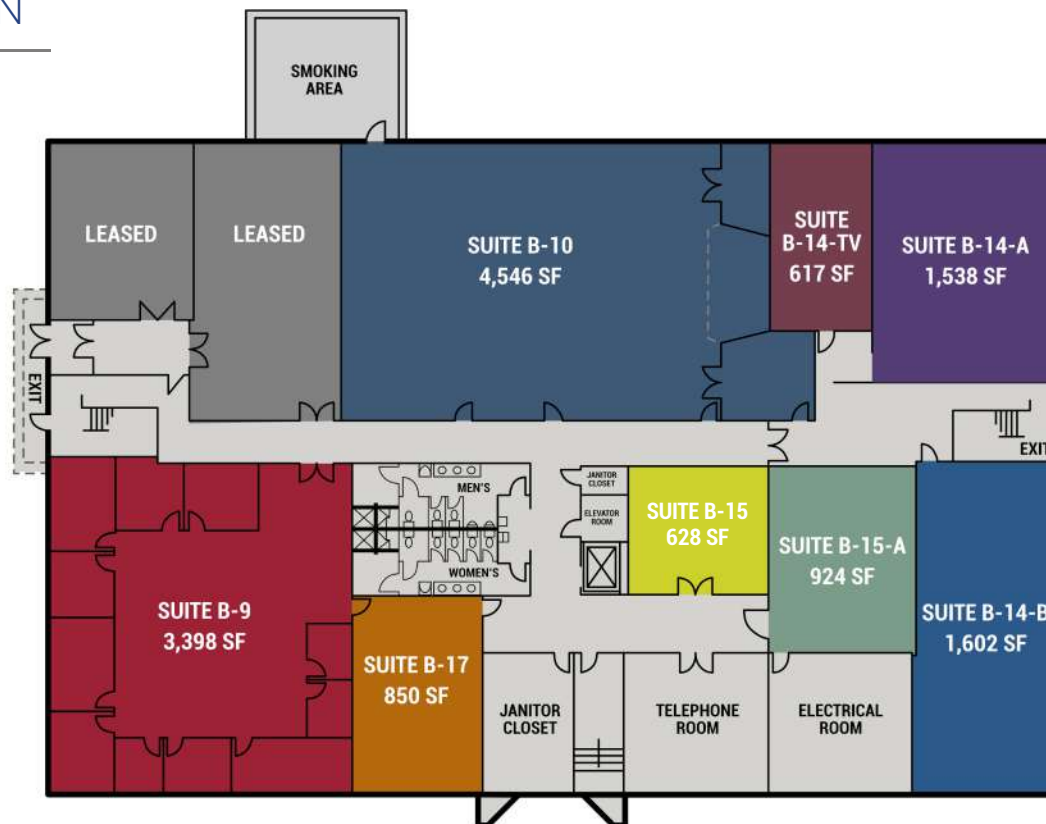 N
SMOKING
AREA
LEASED
LEASED
SUITE B-10
4,546 SF
SUITE
B-14-TV
617 SF
SUITE B-14-A
1,538 SF
EXIT
EXIT
JANITOR
CLOSET
MEN'S
ELEVATOR
ROOM
SUITE B-15
628 SF
SUITE B-15-A
924 SF
WOMEN'S
SUITE B-9
3,398 SF
SUITE B-14-B
1,602 SF
SUITE B-17
850 SF
JANITOR
CLOSET
TELEPHONE
ROOM
ELECTRICAL
ROOM